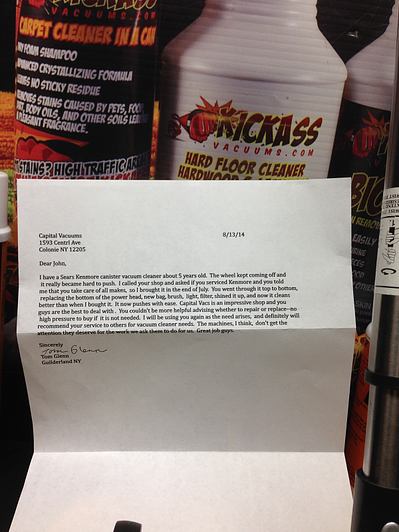 KICKASS
VACUUMS.COM
CARPET CLEANER IN A CAN
DRY FOAM SHAMPOO
ADVANCED CRYSTALLIZING FORMULA
LEAVES NO STICKY RESIDUE
REMOVES STAINS CAUSED BY PETS, FOOD,
BODY OILS, AND OTHER SOILS
PLEASANT FRAGRANCE.
STAINS? HIGH TRAFFIC
KICKASS
VACUUMS.COM
HARD FLOOR CLEANER
Capital Vacuums
1593 Centrl Ave
Colonie NY 12205
8/13/14
Dear John,
I have a Sears Kenmore canister vacuum cleaner about 5 years old. The wheel kept coming off and
it really became hard to push. I called your shop and asked if you serviced Kenmore and you told
me that you take care of all makes, so I brought it in the end of July. You went through it top to bottom,
replacing the bottom of the power head, new bag, brush, light, filter, shined it up, and now it cleans
better than when I bought it. It now pushes with ease. Capital Vacs is an impressive shop and you
guys are the best to deal with . You couldn't be more helpful advising whether to repair or replace--no
high pressure to buy if it is not needed. I will be using you again as the need arises, and definitely will
recommend your service to others for vacuum cleaner needs. The machines, I think, don't get the
attention they deserve for the work we ask them to do for us. Great job guys.
Sincerely
Tom Glenn
Tom Glenn
Guilderland NY